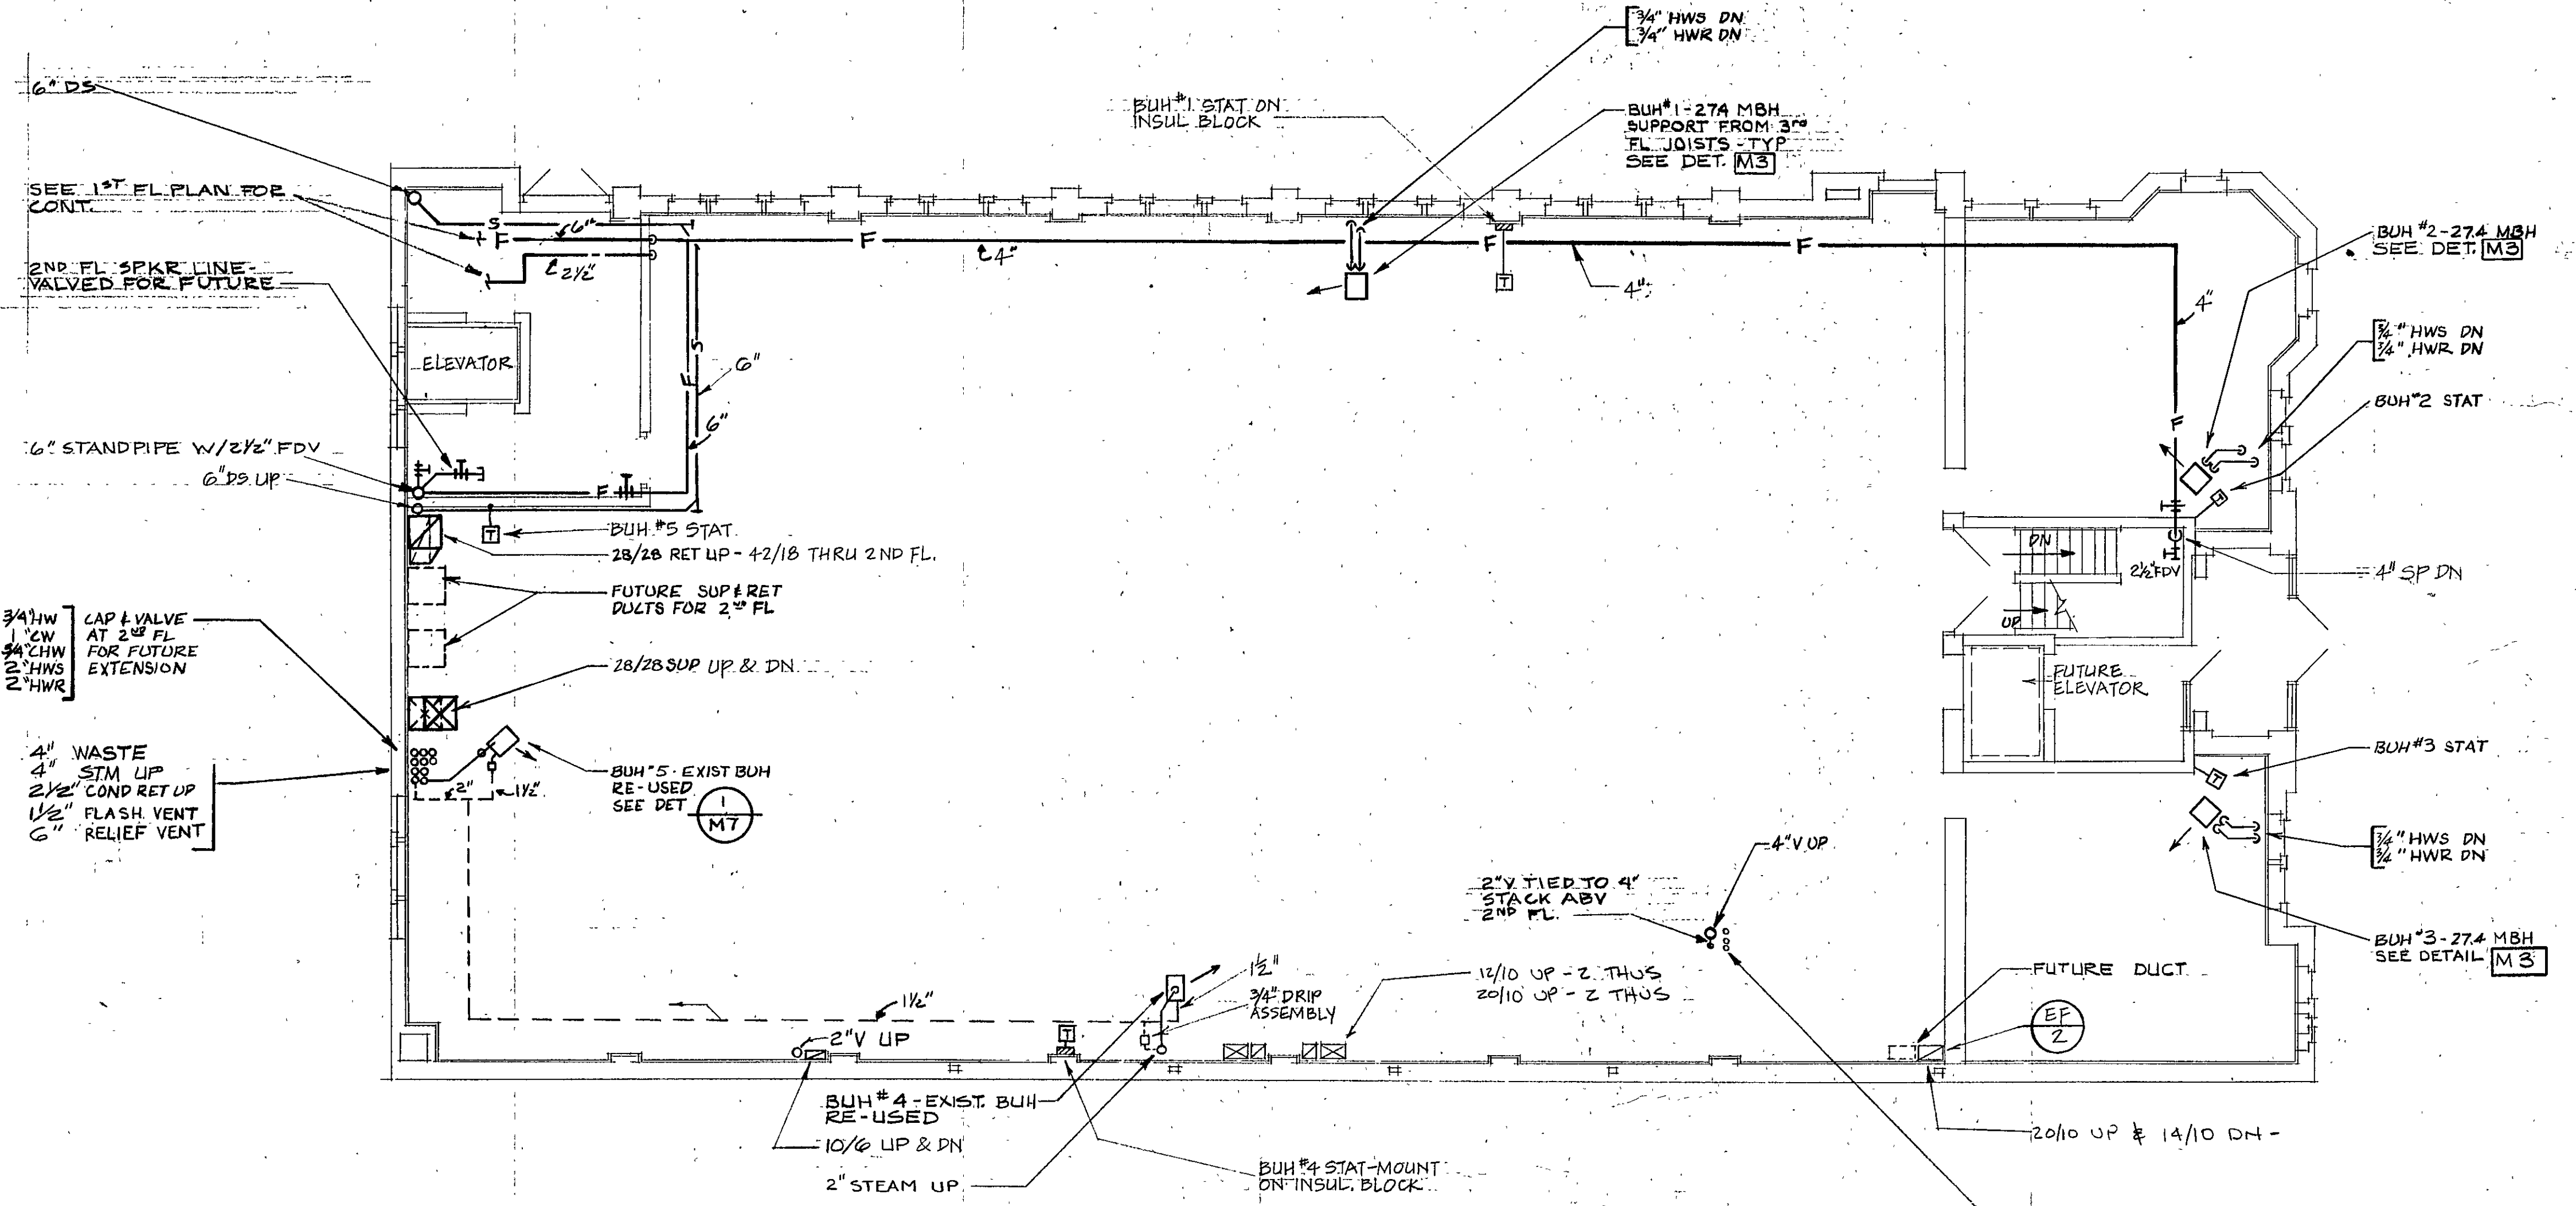 3/4" HWS DN
3/4" HWR DN
6" DS
BUH #1 STAT ON
INSUL BLOCK
BUH #1 - 27.4 MBH
SUPPORT FROM 3RD
FL JOISTS - TYP
SEE DET. M3
SEE 1ST FL PLAN FOR
CONT.
S
F
6"
F
4"
F
F
4"
2 1/2"
BUH #2 - 27.4 MBH
SEE DET. M3
2ND FL SPKR LINE -
VALVED FOR FUTURE
T
4"
3/4" HWS DN
3/4" HWR DN
ELEVATOR
S
F
6"
6"
BUH #2 STAT
F
6" STANDPIPE W/ 2 1/2" FDV
6" DS UP
F
T
T
BUH #5 STAT.
28/28 RET UP - 42/18 THRU 2ND FL.
DN
2 1/2" FDV
4" SP DN
FUTURE SUP & RET
DUCTS FOR 2ND FL
UP
3/4" HW
1" CW
3/4" CHW
2" HWS
2" HWR
CAP & VALVE
AT 2ND FL
FOR FUTURE
EXTENSION
28/28 SUP UP & DN
FUTURE
ELEVATOR
4" WASTE
4" STM UP
2 1/2" COND RET UP
1 1/2" FLASH VENT
6" RELIEF VENT
2"
1 1/2"
BUH #5 - EXIST BUH
RE-USED
SEE DET
1
M7
BUH #3 STAT
T
3/4" HWS DN
3/4" HWR DN
4" V UP
2" V TIED TO 4"
STACK ABV
2ND FL.
BUH #3 - 27.4 MBH
SEE DETAIL M3
1 1/2"
1 1/2"
3/4" DRIP
ASSEMBLY
12/10 UP - 2 THUS
20/10 UP - 2 THUS
FUTURE DUCT
EF
2
T
2" V UP
BUH #4 - EXIST. BUH
RE-USED
10/6 UP & DN
2" STEAM UP
BUH #4 STAT - MOUNT
ON INSUL. BLOCK
20/10 UP & 14/10 DN -